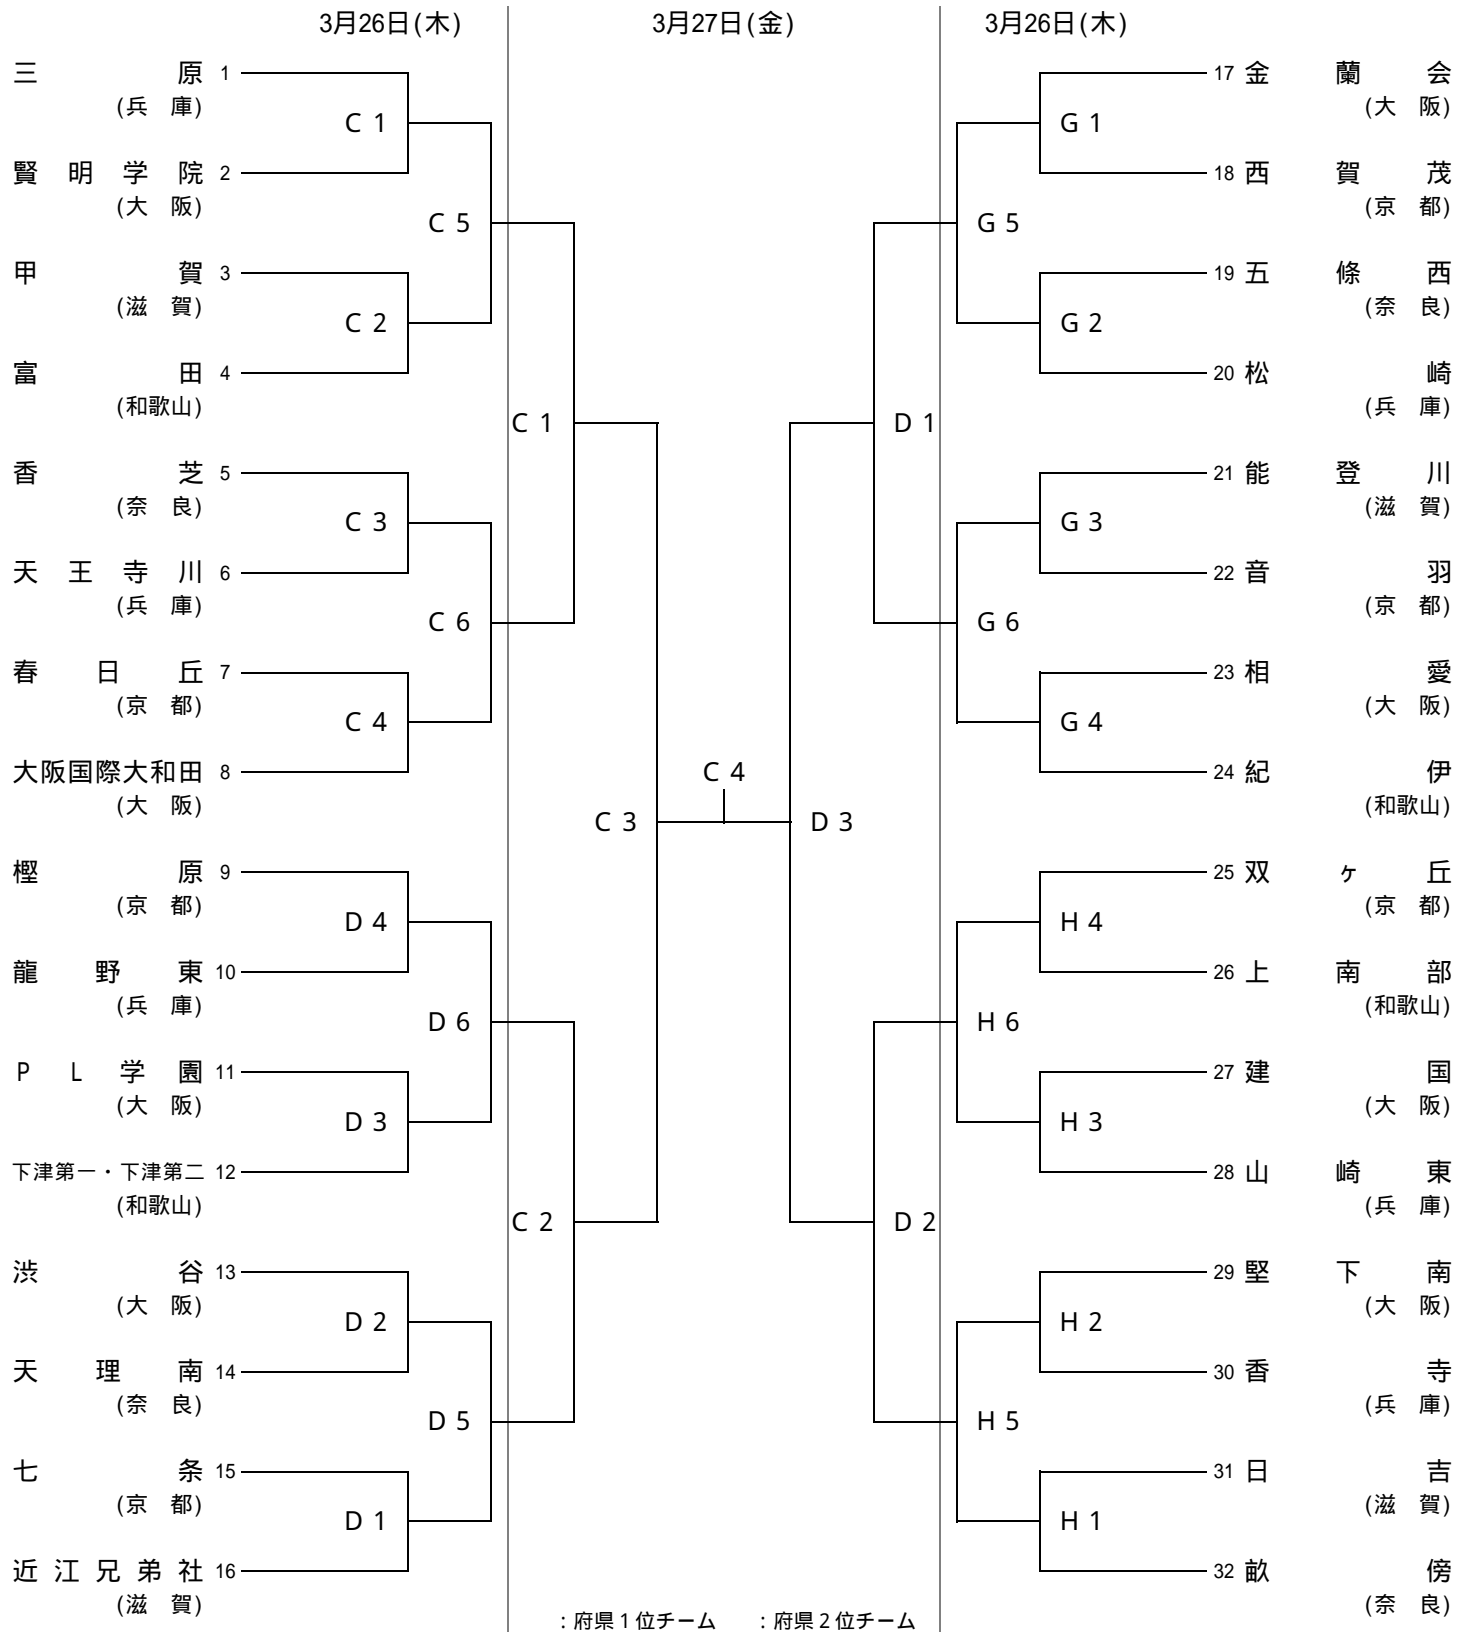 3月26日(木) 3月27日(金) 3月26日(木)
三原 1
(兵庫)
C 1
賢明学院 2
(大阪)
C 5
甲賀 3
(滋賀)
C 2
富田 4
(和歌山)
C 1
香芝 5
(奈良)
C 3
天王寺川 6
(兵庫)
C 6
春日丘 7
(京都)
C 4
大阪国際大和田 8
(大阪)
C 3
樫原 9
(京都)
D 4
龍野東 10
(兵庫)
D 6
PL学園 11
(大阪)
D 3
下津第一・下津第二 12
(和歌山)
C 2
渋谷 13
(大阪)
D 2
天理南 14
(奈良)
D 5
七条 15
(京都)
D 1
近江兄弟社 16
(滋賀)
C 4
17 金蘭会
(大阪)
G 1
18 西賀茂
(京都)
G 5
19 五條西
(奈良)
G 2
20 松崎
(兵庫)
D 1
21 能登川
(滋賀)
G 3
22 音羽
(京都)
G 6
23 相愛
(大阪)
G 4
24 紀伊
(和歌山)
D 3
25 双ヶ丘
(京都)
H 4
26 上南部
(和歌山)
H 6
27 建国
(大阪)
H 3
28 山崎東
(兵庫)
D 2
29 堅下南
(大阪)
H 2
30 香寺
(兵庫)
H 5
31 日吉
(滋賀)
H 1
32 畝傍
(奈良)
:府県1位チーム :府県2位チーム